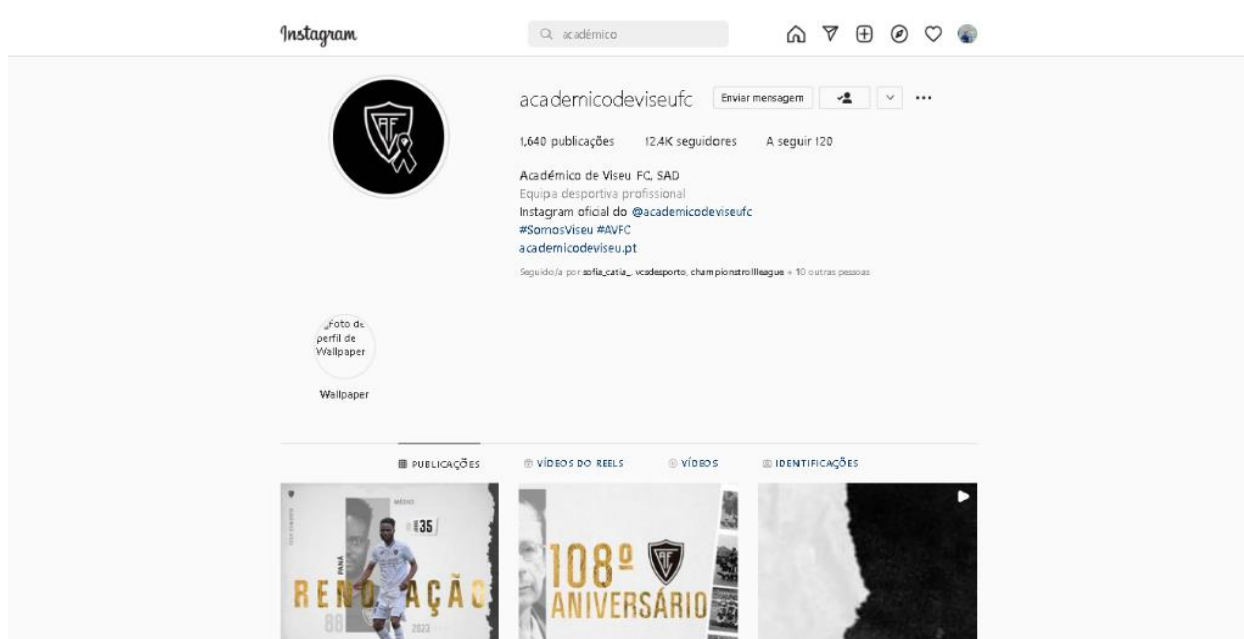 Instagram
académico
academicodeviseufc
Enviar mensagem
1,640 publicações 12.4K seguidores A seguir 120
Académico de Viseu FC, SAD
Equipa desportiva profissional
Instagram oficial do @academicodeviseufc
#SomosViseu #AVFC
academicodeviseu.pt
Seguido/a por sofia_catia_, vcsdesporto, championstrollleague + 10 outras pessoas
Foto de
perfil de
Wallpaper
Wallpaper
PUBLICAÇÕES VÍDEOS DO REELS VÍDEOS IDENTIFICAÇÕES
MÉDIO
35
PANÁ
RENOVAÇÃO
88
2023
108º
ANIVERSÁRIO